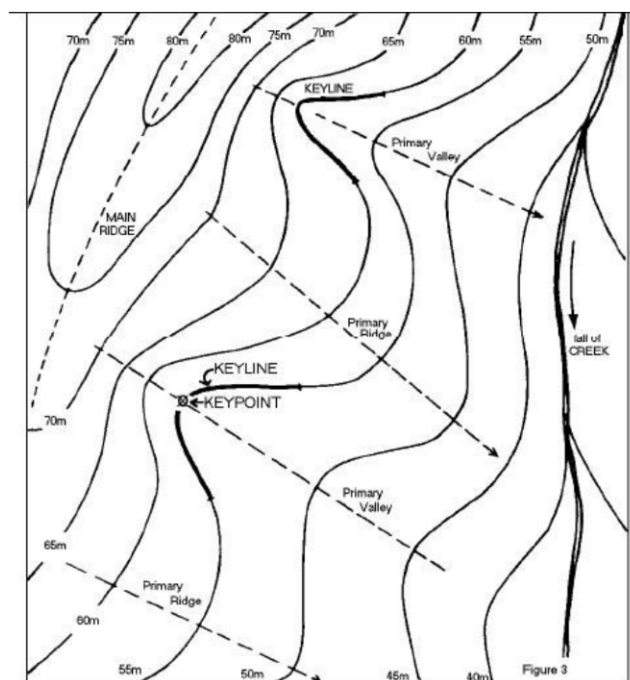 70m 75m 80m 80m 75m 70m 65m 60m 55m 50m
KEYLINE
Primary
Valley
MAIN
RIDGE
Primary
Ridge
fall of
CREEK
KEYLINE
KEYPOINT
70m
Primary
Valley
65m
Primary
Ridge
60m
55m 50m 45m 40m
Figure 3